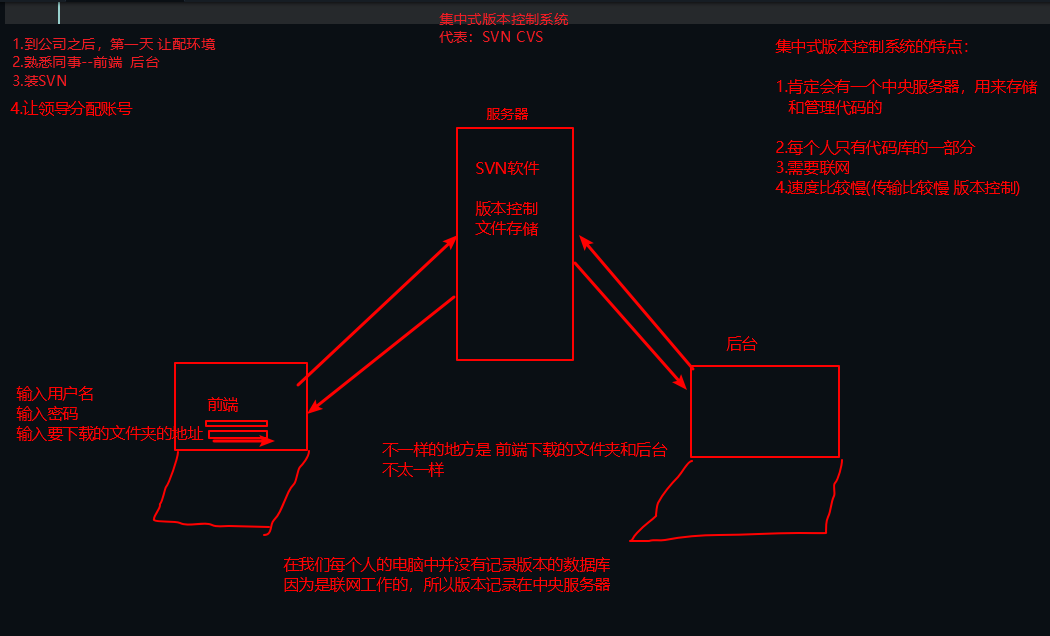 集中式版本控制系统
代表：SVN CVS
1.到公司之后，第一天 让配环境
2.熟悉同事--前端 后台
3.装SVN
4.让领导分配账号
集中式版本控制系统的特点：
1.肯定会有一个中央服务器，用来存储
和管理代码的
2.每个人只有代码库的一部分
3.需要联网
4.速度比较慢(传输比较慢 版本控制)
服务器
SVN软件
版本控制
文件存储
后台
前端
输入用户名
输入密码
输入要下载的文件夹的地址
不一样的地方是 前端下载的文件夹和后台
不太一样
在我们每个人的电脑中并没有记录版本的数据库
因为是联网工作的，所以版本记录在中央服务器